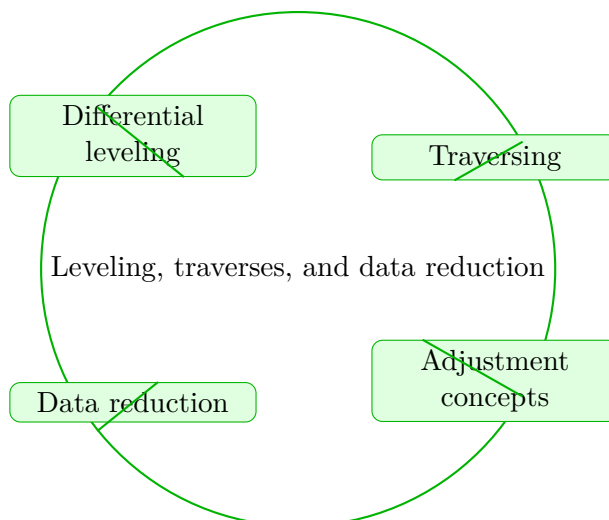 Differential
leveling
Traversing
Leveling, traverses, and data reduction
Adjustment
concepts
Data reduction